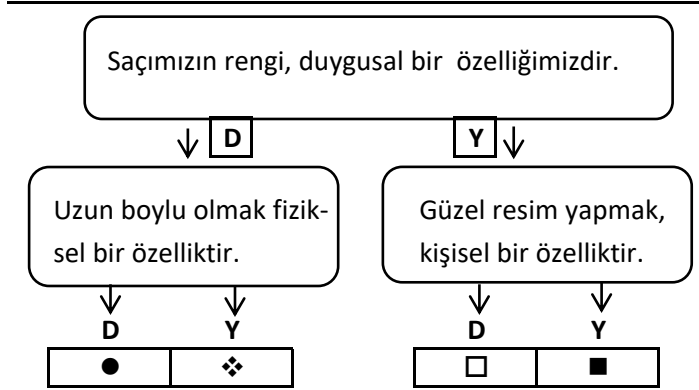 Saçımızın rengi, duygusal bir özelliğimizdir.
D Y
Uzun boylu olmak fizik-
sel bir özelliktir.
Güzel resim yapmak,
kişisel bir özelliktir.
D Y D Y
● ❖ □ ■